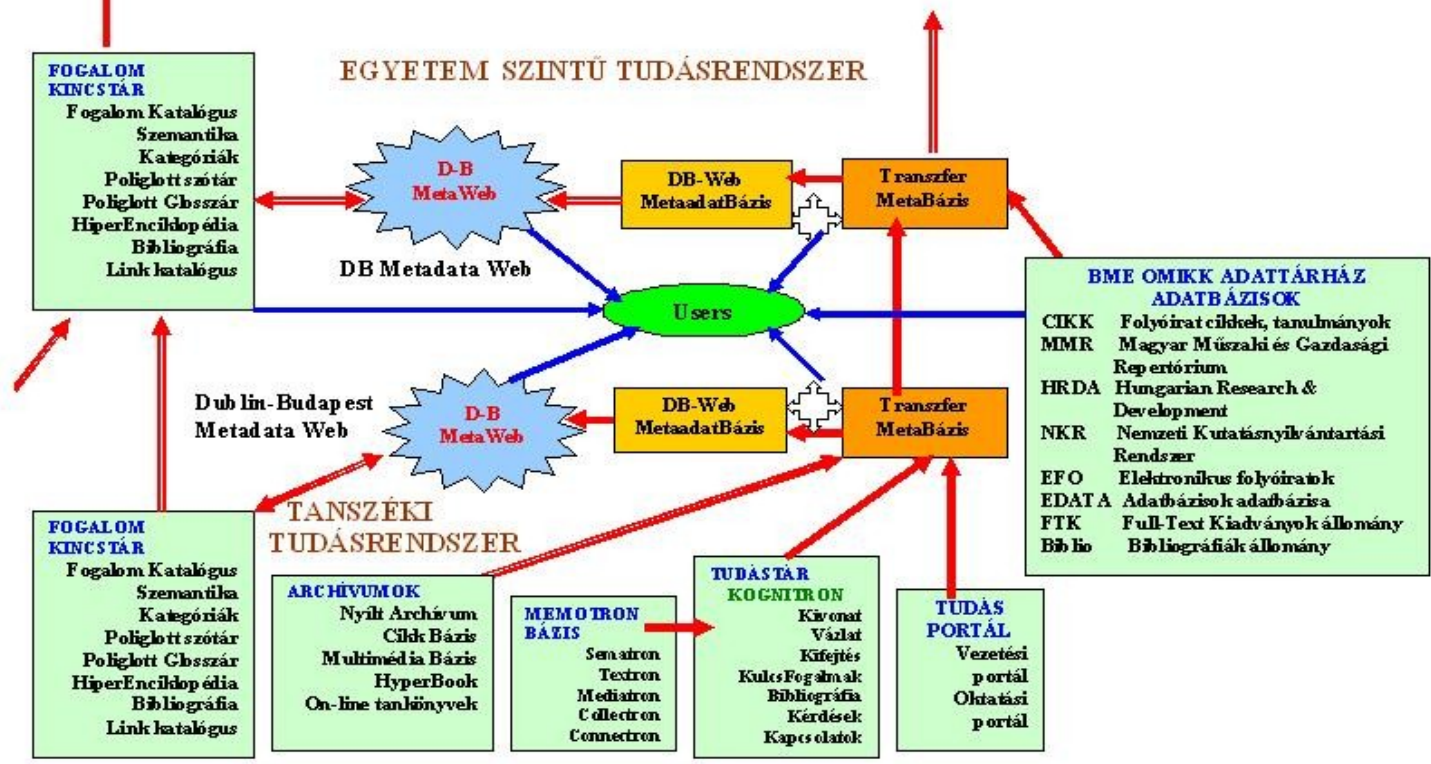 EGYETEM SZINTŰ TUDÁSRENDSZER
FOGALOM
KINCSTÁR
Fogalom Katalógus
Szemantika
Kategóriák
Poliglott szótár
Poliglott Glosszár
HiperEnciklopédia
Bibliográfia
Link katalógus
D-B
MetaWeb
DB Metadata Web
DB-Web
MetaadatBázis
Transzfer
MetaBázis
Users
BME OMIKK ADATTÁRHÁZ
ADATBÁZISOK
CIKK Folyóirat cikkek, tanulmányok
MMR Magyar Műszaki és Gazdasági
Repertórium
HRDA Hungarian Research &
Development
NKR Nemzeti Kutatásnyilvántartási
Rendszer
EFO Elektronikus folyóiratok
EDATA Adatbázisok adatbázisa
FTK Full-Text Kiadványok állomány
Biblio Bibliográfiák állomány
Dublin-Budapest
Metadata Web
D-B
MetaWeb
DB-Web
MetaadatBázis
Transzfer
MetaBázis
TANSZÉKI
TUDÁSRENDSZER
FOGALOM
KINCSTÁR
Fogalom Katalógus
Szemantika
Kategóriák
Poliglott szótár
Poliglott Glosszár
HiperEnciklopédia
Bibliográfia
Link katalógus
ARCHÍVUMOK
Nyílt Archívum
Cikk Bázis
Multimédia Bázis
HyperBook
On-line tankönyvek
MEMOTRON
BÁZIS
Sematron
Textron
Mediatron
Collectron
Connectron
TUDÁSTÁR
KOGNITRON
Kivonat
Vázlat
Kifejtés
KulcsFogalmak
Bibliográfia
Kérdések
Kapcsolatok
TUDÁS
PORTÁL
Vezetési
portál
Oktatási
portál